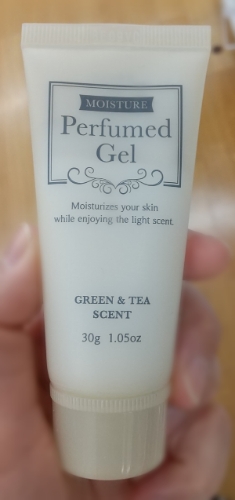 MOISTURE
Perfumed
Gel
Moisturizes your skin
while enjoying the light scent.
GREEN & TEA
SCENT
30g 1.05oz